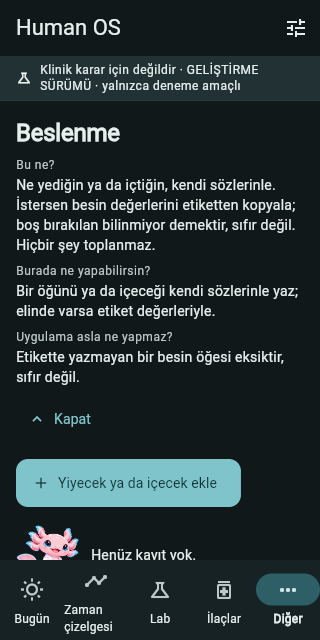 Human OS
Klinik karar için değildir · GELİŞTİRME
SÜRÜMÜ · yalnızca deneme amaçlı
Beslenme
Bu ne?
Ne yediğin ya da içtiğin, kendi sözlerinle.
İstersen besin değerlerini etiketten kopyala;
boş bırakılan bilinmiyor demektir, sıfır değil.
Hiçbir şey toplanmaz.
Burada ne yapabilirsin?
Bir öğünü ya da içeceği kendi sözlerinle yaz;
elinde varsa etiket değerleriyle.
Uygulama asla ne yapmaz?
Etikette yazmayan bir besin öğesi eksiktir,
sıfır değil.
Kapat
Yiyecek ya da içecek ekle
Henüz kayıt yok.
Bugün
Zaman
çizelgesi
Lab
İlaçlar
Diğer